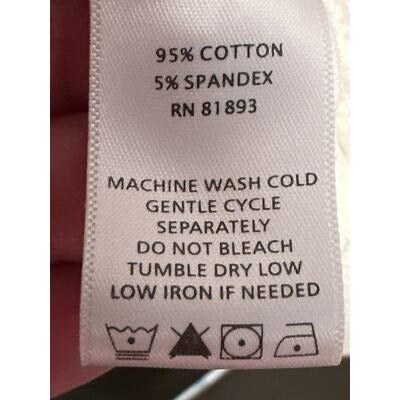 95% COTTON
5% SPANDEX
RN 81893
MACHINE WASH COLD
GENTLE CYCLE
SEPARATELY
DO NOT BLEACH
TUMBLE DRY LOW
LOW IRON IF NEEDED